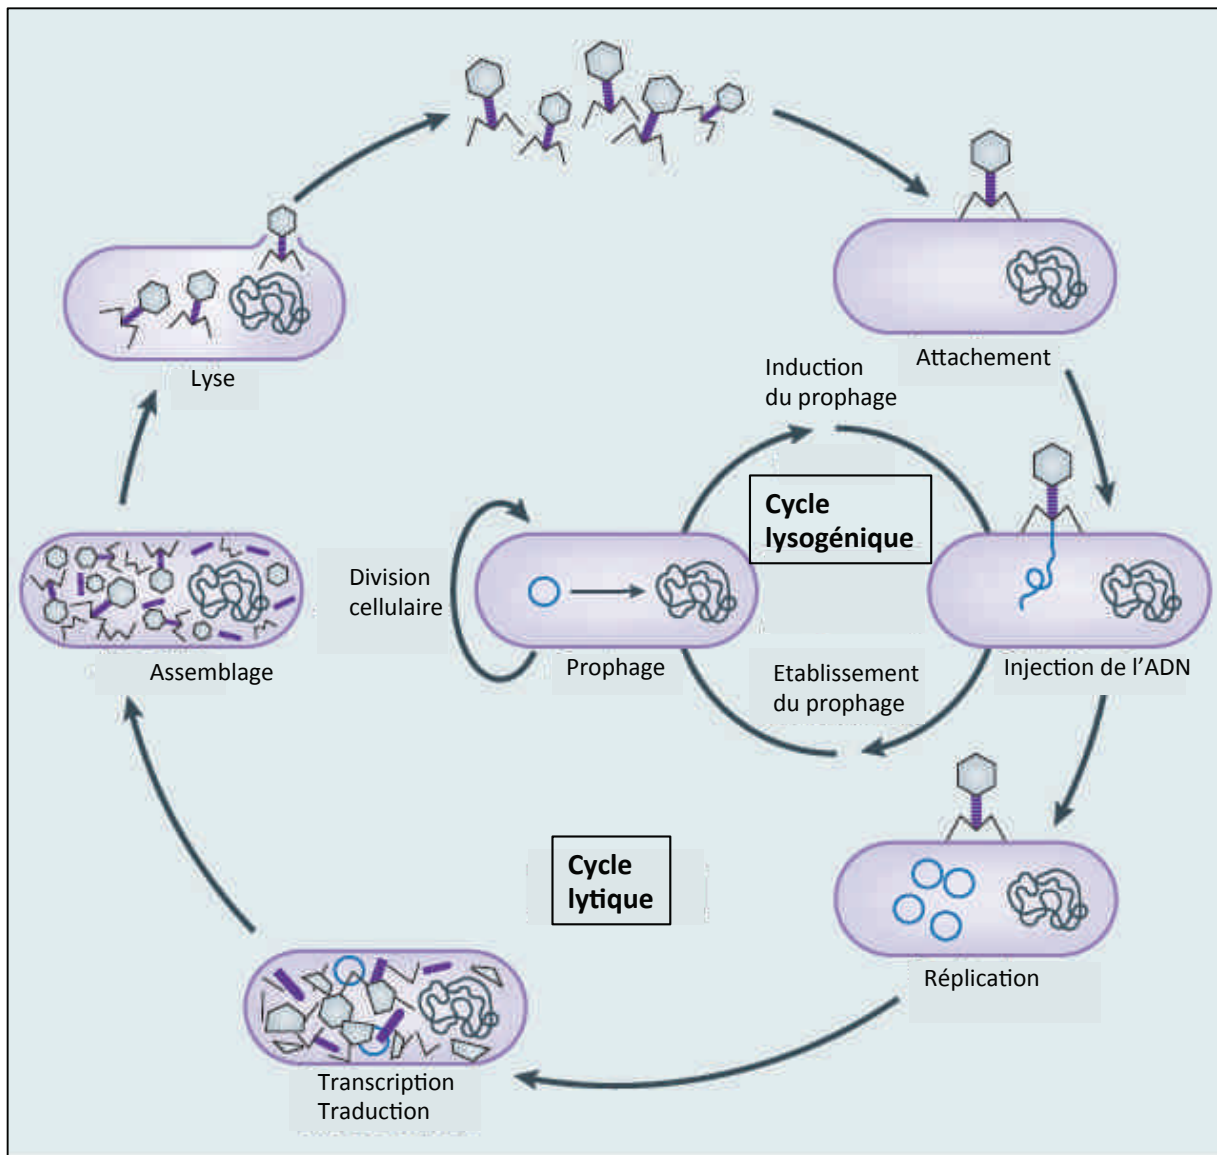 Attachement
Lyse
Induction
du prophage
Cycle
lysogénique
Division
cellulaire
Prophage
Etablissement
du prophage
Injection de l’ADN
Assemblage
Cycle
lytique
Réplication
Transcription
Traduction